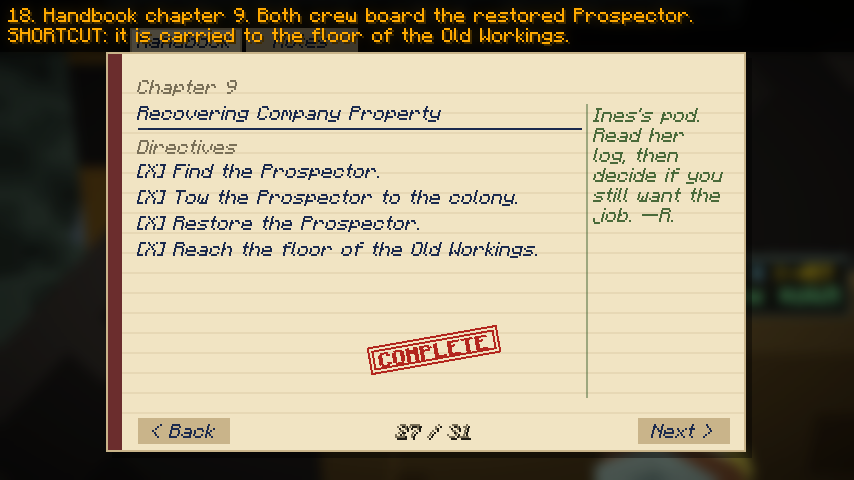 18. Handbook chapter 9. Both crew board the restored Prospector.
SHORTCUT: it is carried to the floor of the Old Workings.
Handbook
Notes
Chapter 9
Recovering Company Property
Directives
[X] Find the Prospector.
[X] Tow the Prospector to the colony.
[X] Restore the Prospector.
[X] Reach the floor of the Old Workings.
Ines's pod.
Read her
log, then
decide if you
still want the
job. —R.
COMPLETE
< Back
27 / 31
Next >